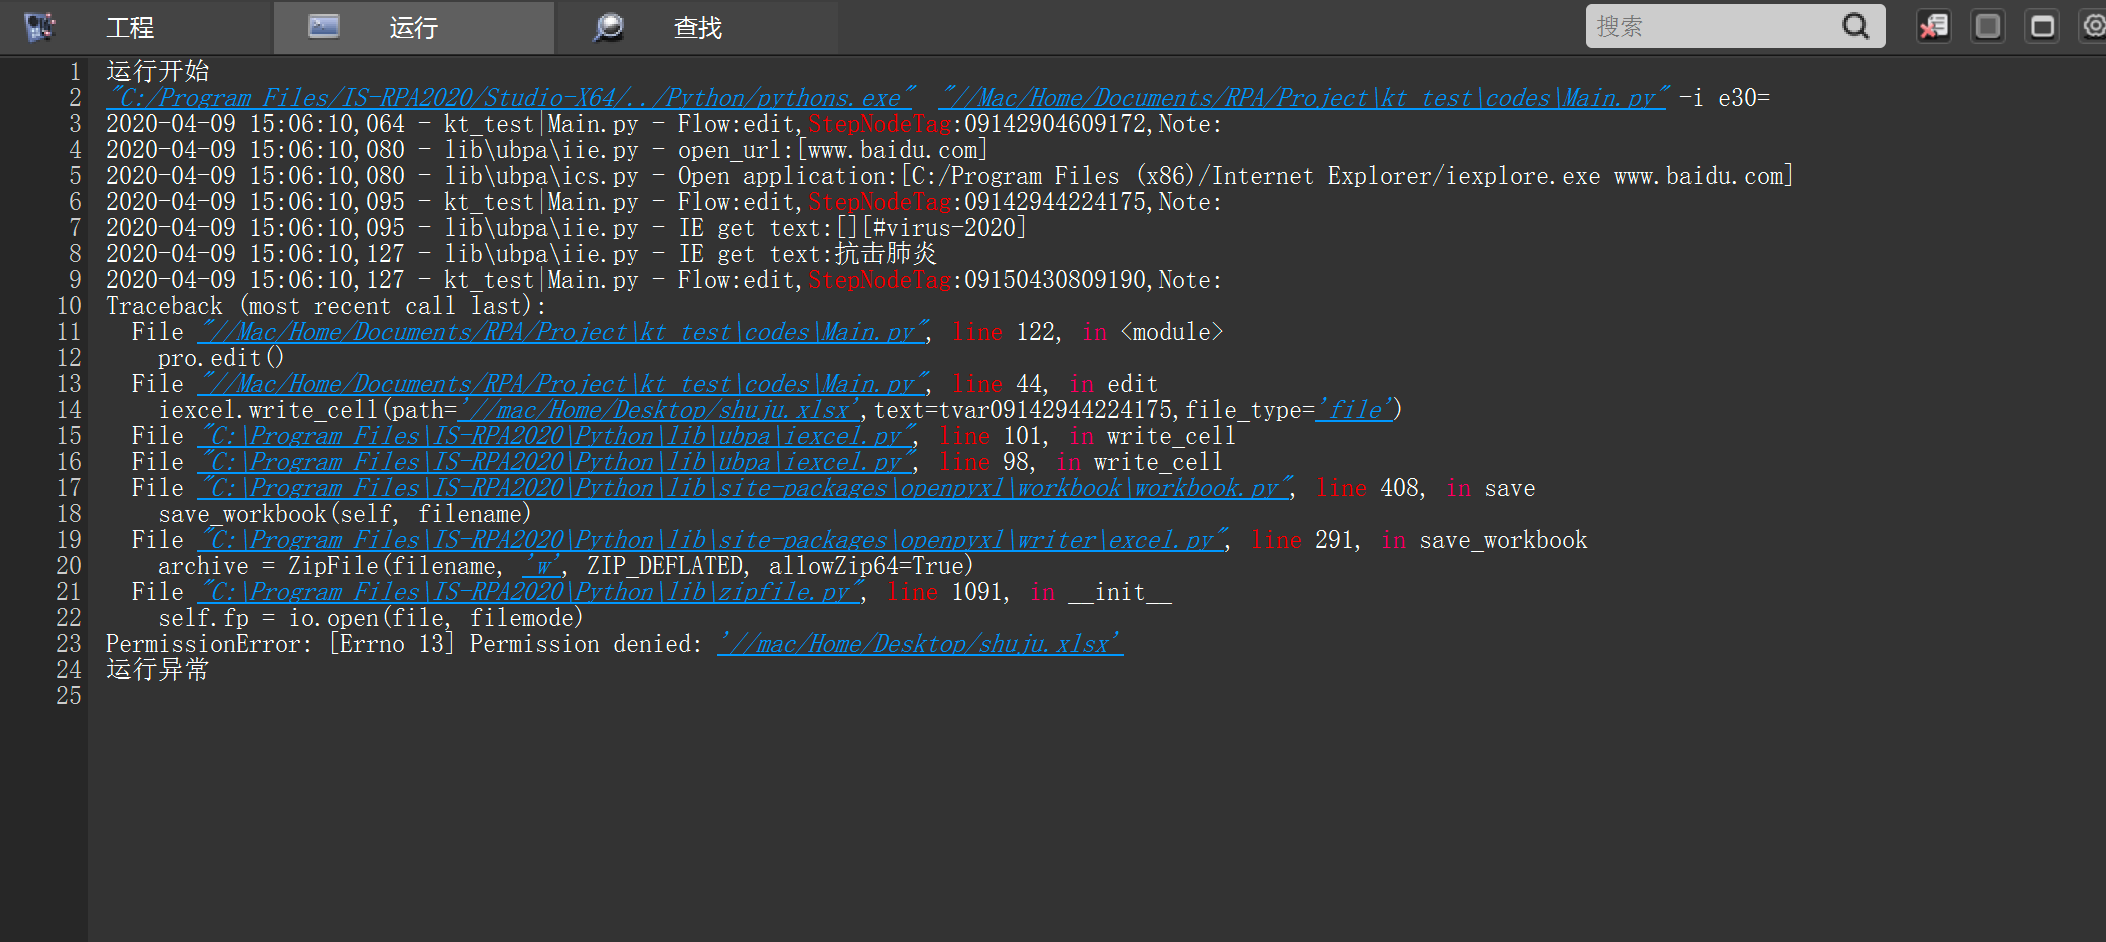 工程 运行 查找 搜索
1 运行开始
2 "C:/Program Files/IS-RPA2020/Studio-X64/../Python/pythons.exe" "//Mac/Home/Documents/RPA/Project\kt_test\codes\Main.py" -i e30=
3 2020-04-09 15:06:10,064 - kt_test|Main.py - Flow:edit,StepNodeTag:09142904609172,Note:
4 2020-04-09 15:06:10,080 - lib\ubpa\iie.py - open_url:[www.baidu.com]
5 2020-04-09 15:06:10,080 - lib\ubpa\ics.py - Open application:[C:/Program Files (x86)/Internet Explorer/iexplore.exe www.baidu.com]
6 2020-04-09 15:06:10,095 - kt_test|Main.py - Flow:edit,StepNodeTag:09142944224175,Note:
7 2020-04-09 15:06:10,095 - lib\ubpa\iie.py - IE get text:[][#virus-2020]
8 2020-04-09 15:06:10,127 - lib\ubpa\iie.py - IE get text:抗击肺炎
9 2020-04-09 15:06:10,127 - kt_test|Main.py - Flow:edit,StepNodeTag:09150430809190,Note:
10 Traceback (most recent call last):
11 File "//Mac/Home/Documents/RPA/Project\kt_test\codes\Main.py", line 122, in <module>
12 pro.edit()
13 File "//Mac/Home/Documents/RPA/Project\kt_test\codes\Main.py", line 44, in edit
14 iexcel.write_cell(path='//mac/Home/Desktop/shuju.xlsx',text=tvar09142944224175,file_type='file')
15 File "C:\Program Files\IS-RPA2020\Python\lib\ubpa\iexcel.py", line 101, in write_cell
16 File "C:\Program Files\IS-RPA2020\Python\lib\ubpa\iexcel.py", line 98, in write_cell
17 File "C:\Program Files\IS-RPA2020\Python\lib\site-packages\openpyxl\workbook\workbook.py", line 408, in save
18 save_workbook(self, filename)
19 File "C:\Program Files\IS-RPA2020\Python\lib\site-packages\openpyxl\writer\excel.py", line 291, in save_workbook
20 archive = ZipFile(filename, 'w', ZIP_DEFLATED, allowZip64=True)
21 File "C:\Program Files\IS-RPA2020\Python\lib\zipfile.py", line 1091, in __init__
22 self.fp = io.open(file, filemode)
23 PermissionError: [Errno 13] Permission denied: '//mac/Home/Desktop/shuju.xlsx'
24 运行异常
25